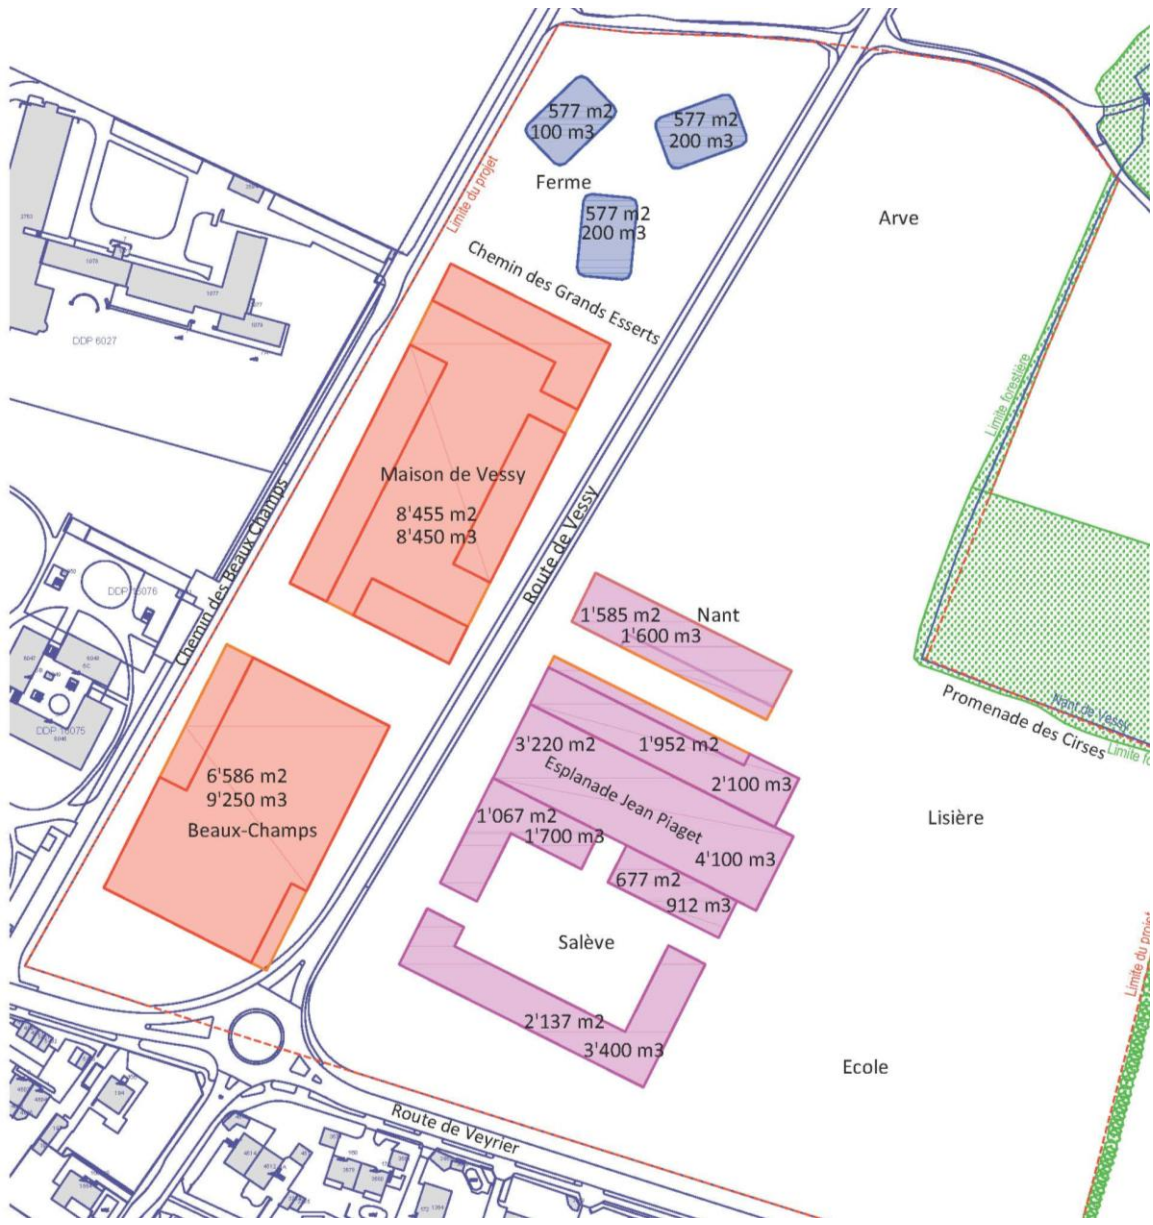 577 m2
100 m3
577 m2
200 m3
Ferme
577 m2
200 m3
Limite du projet
Arve
Chemin des Grands Esserts
DDP 6027
Limite forestière
Maison de Vessy
8'455 m2
8'450 m3
Chemin des Beaux Champs
Route de Vessy
DDP 16076
1'585 m2
1'600 m3
Nant
DDP 16075
Nant de Vessy
Promenade des Cirses
3'220 m2
1'952 m2
2'100 m3
Esplanade Jean Piaget
6'586 m2
9'250 m3
Beaux-Champs
1'067 m2
1'700 m3
4'100 m3
677 m2
912 m3
Lisière
Salève
Limite du projet
2'137 m2
3'400 m3
Ecole
Route de Veyrier